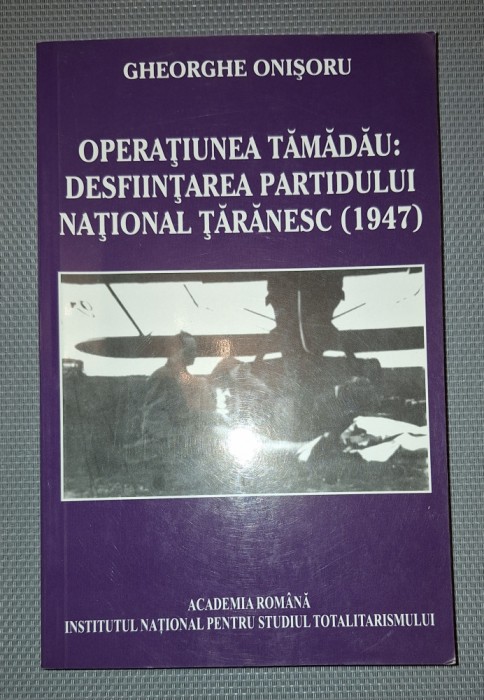 GHEORGHE ONIŞORU
OPERAŢIUNEA TĂMĂDĂU:
DESFIINŢAREA PARTIDULUI
NAŢIONAL ŢĂRĂNESC (1947)
ACADEMIA ROMÂNĂ
INSTITUTUL NAŢIONAL PENTRU STUDIUL TOTALITARISMULUI